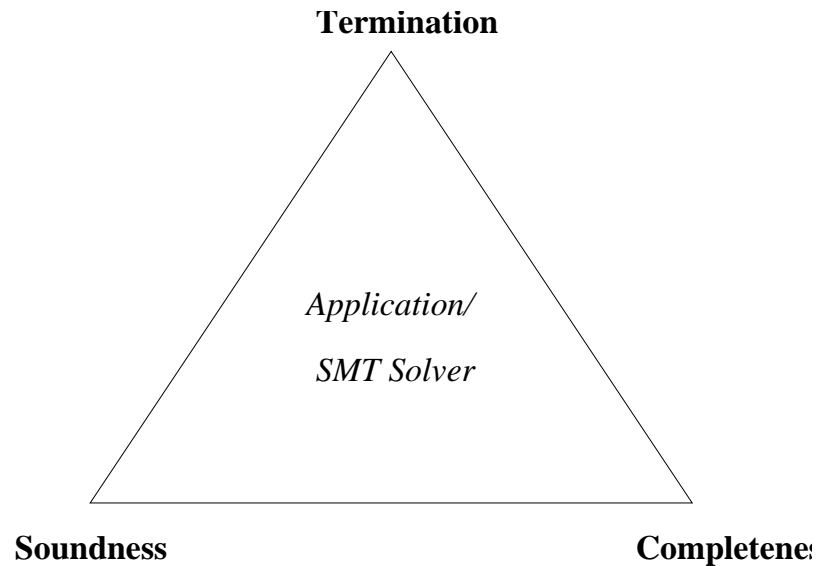 Termination
Application/
SMT Solver
Soundness Completenes